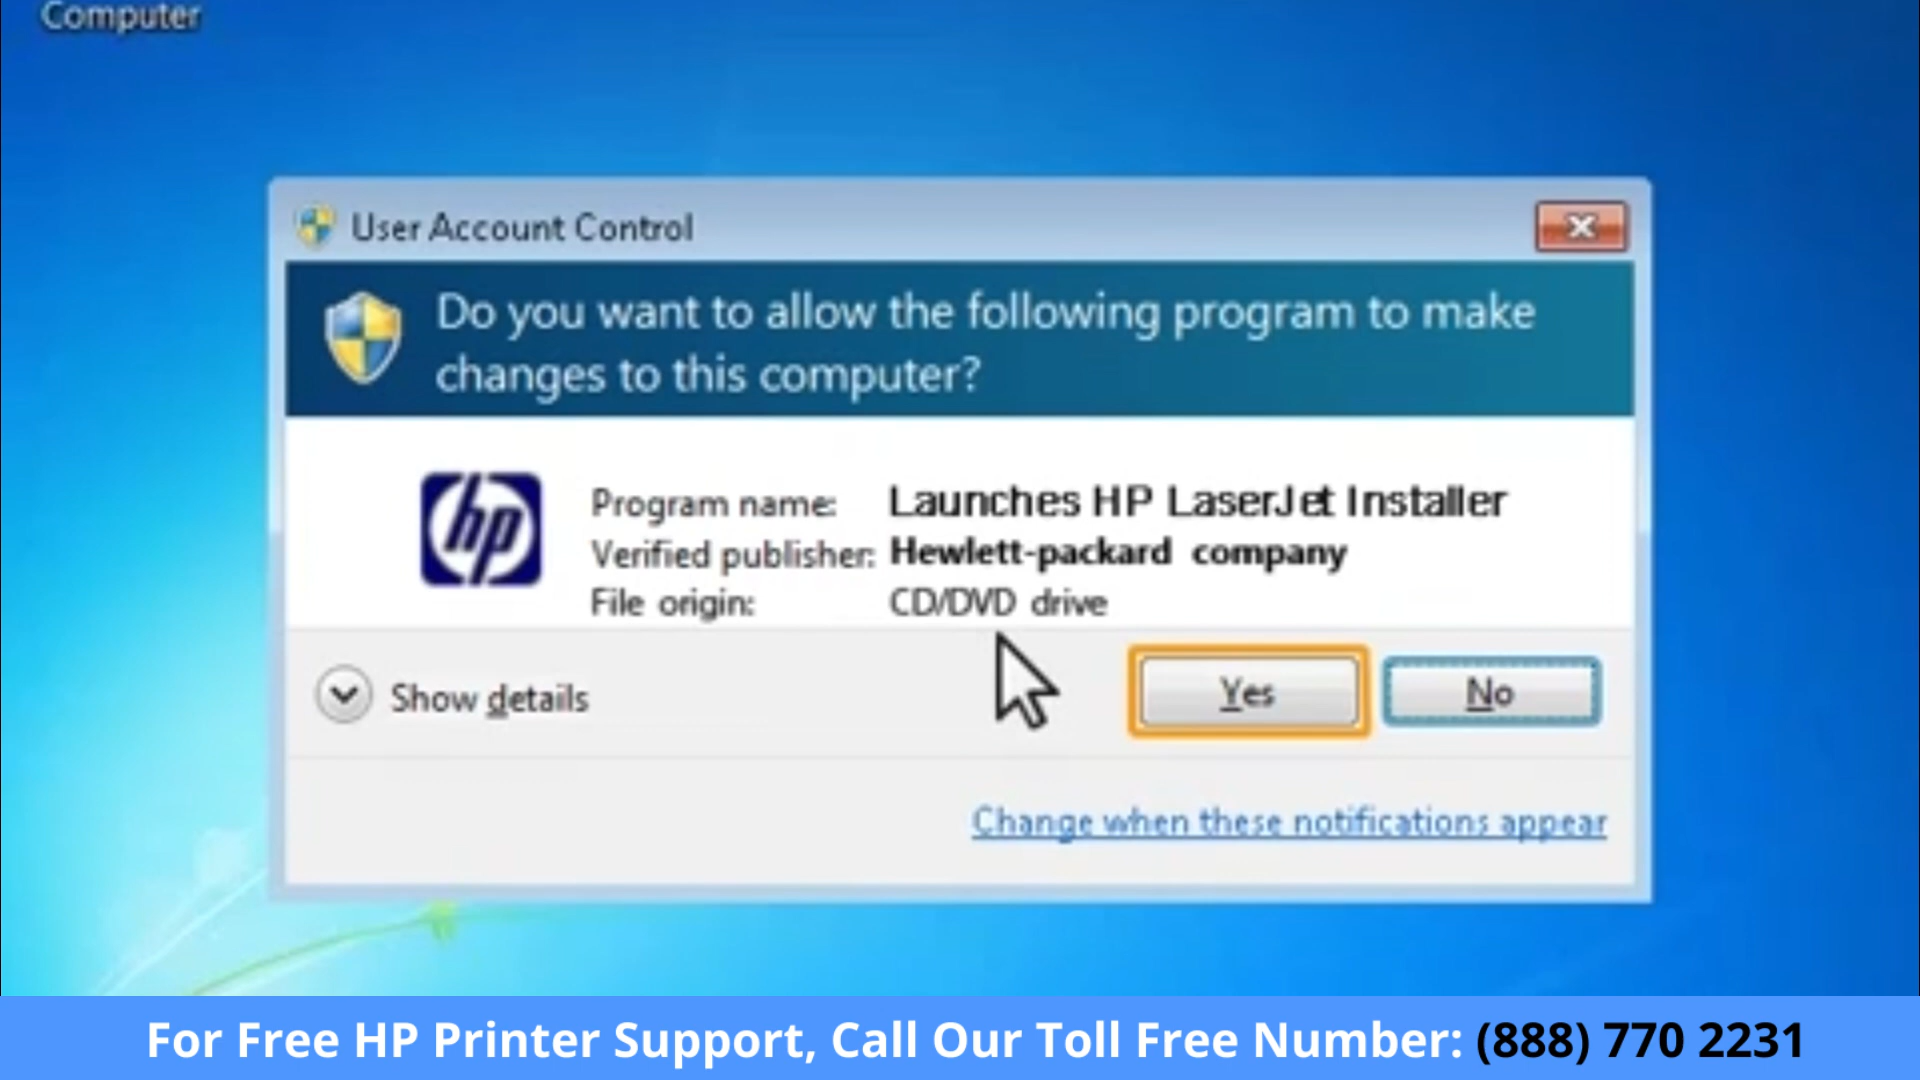 Computer
User Account Control
Do you want to allow the following program to make
changes to this computer?
hp
Program name: Launches HP LaserJet Installer
Verified publisher: Hewlett-packard company
File origin: CD/DVD drive
Show details
Yes
No
Change when these notifications appear
For Free HP Printer Support, Call Our Toll Free Number: (888) 770 2231